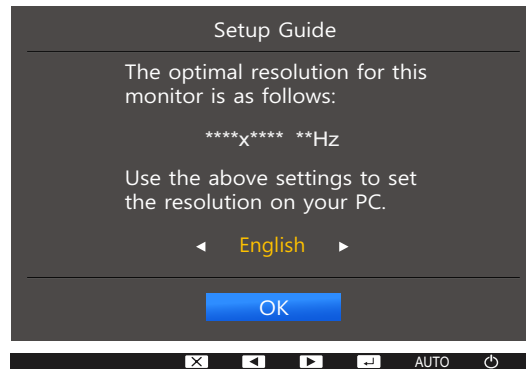 Setup Guide
The optimal resolution for this
monitor is as follows:
****x**** **Hz
Use the above settings to set
the resolution on your PC.
English
OK
AUTO